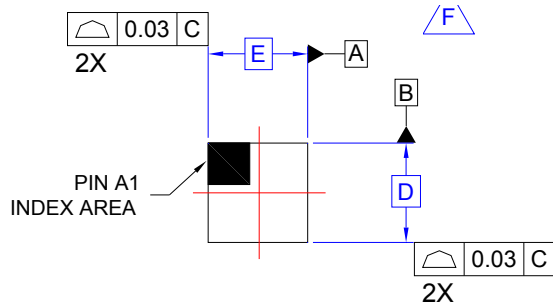 0.03 C
2X
E
A
F
B
PIN A1
INDEX AREA
D
0.03 C
2X